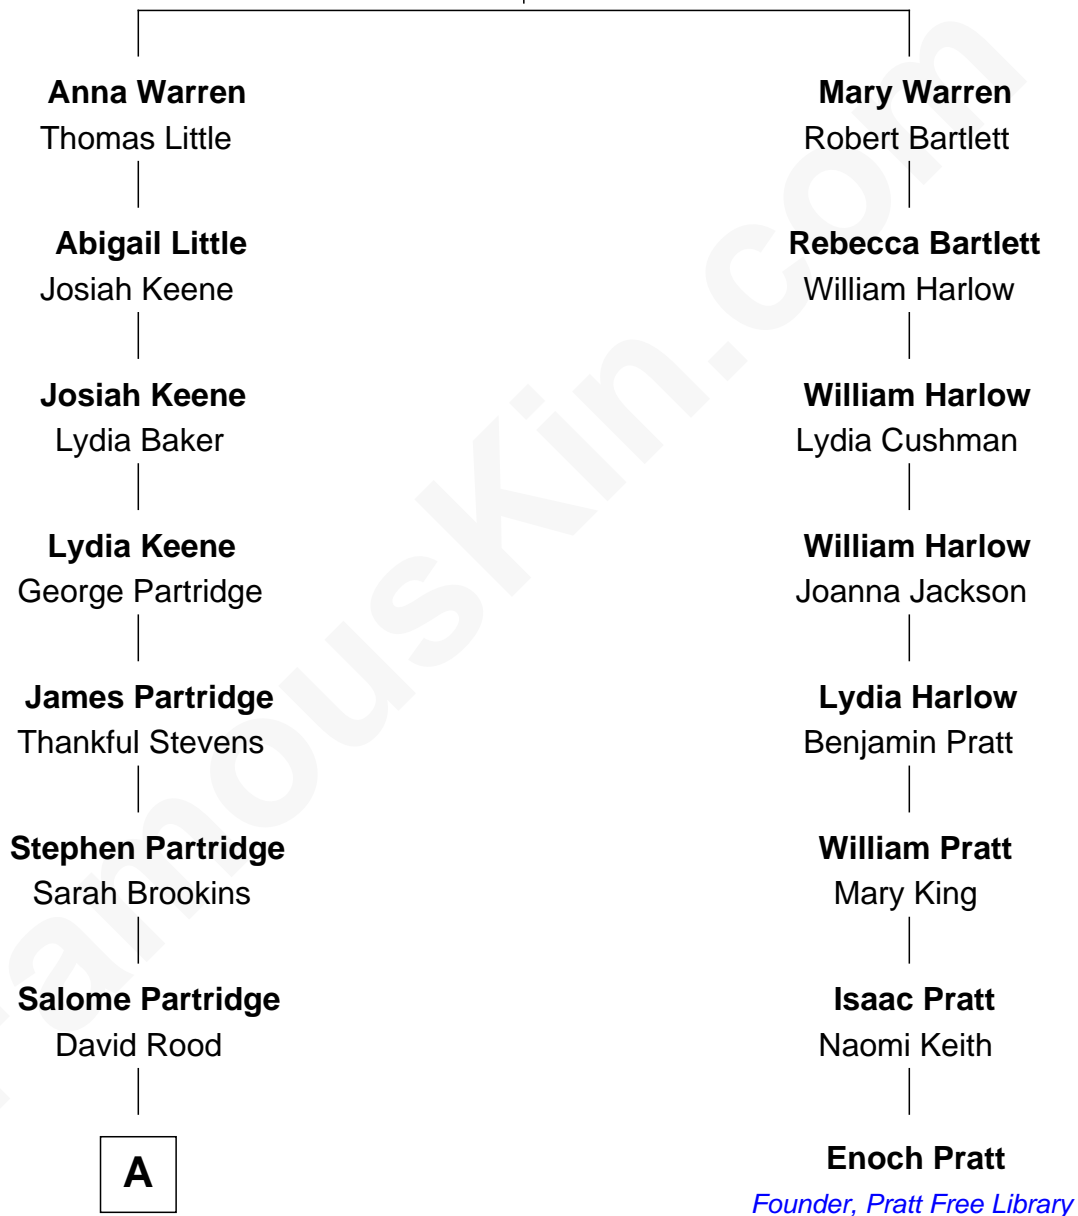 Anna Warren
Thomas Little
Abigail Little
Josiah Keene
Josiah Keene
Lydia Baker
Lydia Keene
George Partridge
James Partridge
Thankful Stevens
Stephen Partridge
Sarah Brookins
Salome Partridge
David Rood
A
Mary Warren
Robert Bartlett
Rebecca Bartlett
William Harlow
William Harlow
Lydia Cushman
William Harlow
Joanna Jackson
Lydia Harlow
Benjamin Pratt
William Pratt
Mary King
Isaac Pratt
Naomi Keith
Enoch Pratt
Founder, Pratt Free Library
FamousKin.com